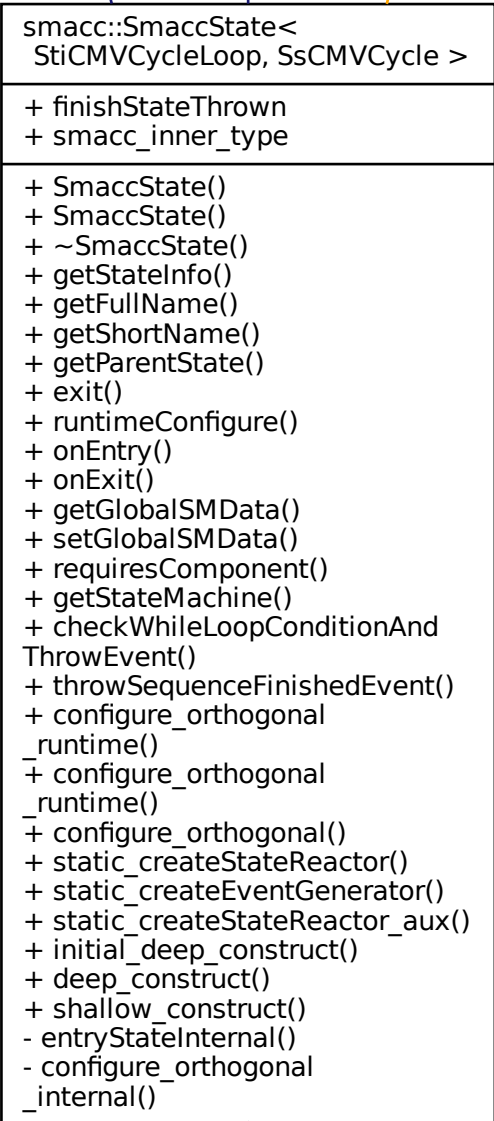 smacc::SmaccState<
StiCMVCycleLoop, SsCMVCycle >
+ finishStateThrown
+ smacc_inner_type
+ SmaccState()
+ SmaccState()
+ ~SmaccState()
+ getStateInfo()
+ getFullName()
+ getShortName()
+ getParentState()
+ exit()
+ runtimeConfigure()
+ onEntry()
+ onExit()
+ getGlobalSMData()
+ setGlobalSMData()
+ requiresComponent()
+ getStateMachine()
+ checkWhileLoopConditionAnd
ThrowEvent()
+ throwSequenceFinishedEvent()
+ configure_orthogonal
_runtime()
+ configure_orthogonal
_runtime()
+ configure_orthogonal()
+ static_createStateReactor()
+ static_createEventGenerator()
+ static_createStateReactor_aux()
+ initial_deep_construct()
+ deep_construct()
+ shallow_construct()
- entryStateInternal()
- configure_orthogonal
_internal()